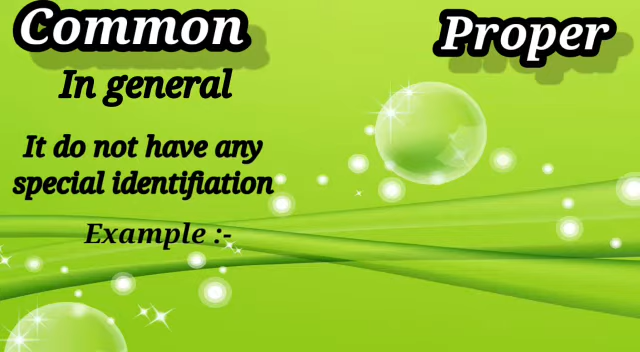 Common
Proper
In general
It do not have any
special identifiation
Example :-